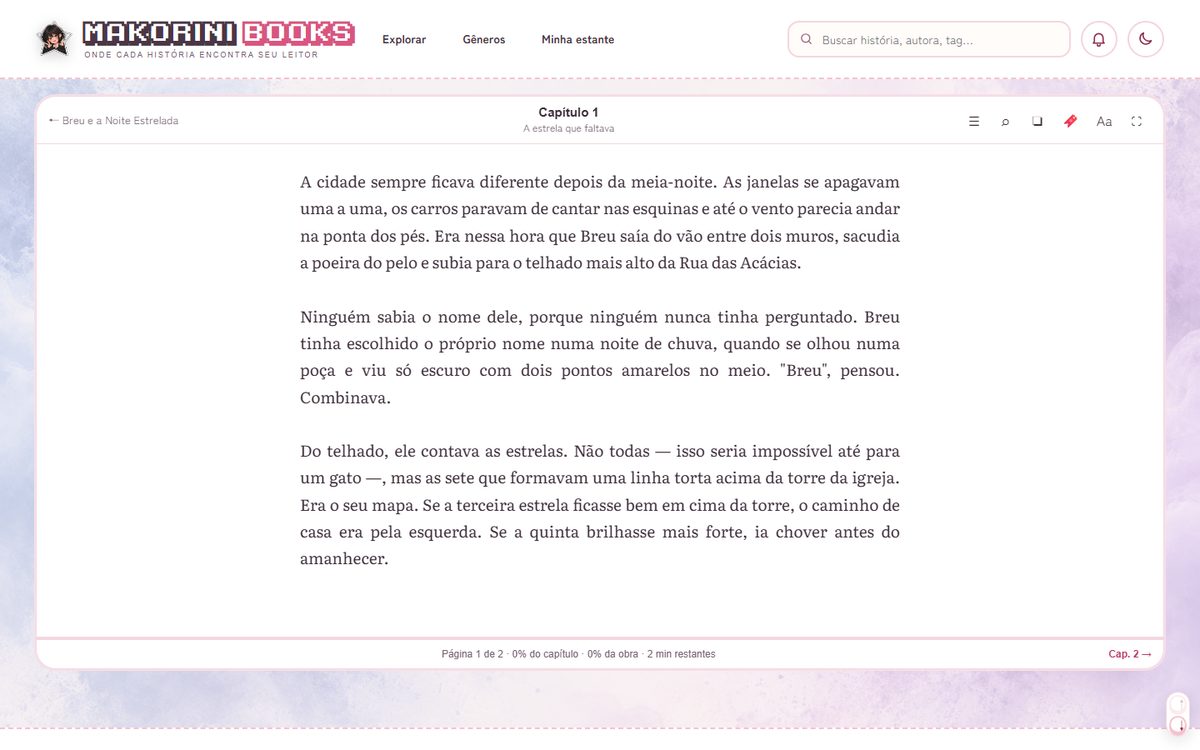 MAKORINI BOOKS
ONDE CADA HISTÓRIA ENCONTRA SEU LEITOR
Explorar
Gêneros
Minha estante
Buscar história, autora, tag...
← Breu e a Noite Estrelada
Capítulo 1
A estrela que faltava
Aa
A cidade sempre ficava diferente depois da meia-noite. As janelas se apagavam
uma a uma, os carros paravam de cantar nas esquinas e até o vento parecia andar
na ponta dos pés. Era nessa hora que Breu saía do vão entre dois muros, sacudia
a poeira do pelo e subia para o telhado mais alto da Rua das Acácias.
Ninguém sabia o nome dele, porque ninguém nunca tinha perguntado. Breu
tinha escolhido o próprio nome numa noite de chuva, quando se olhou numa
poça e viu só escuro com dois pontos amarelos no meio. "Breu", pensou.
Combinava.
Do telhado, ele contava as estrelas. Não todas — isso seria impossível até para
um gato —, mas as sete que formavam uma linha torta acima da torre da igreja.
Era o seu mapa. Se a terceira estrela ficasse bem em cima da torre, o caminho de
casa era pela esquerda. Se a quinta brilhasse mais forte, ia chover antes do
amanhecer.
Página 1 de 2 · 0% do capítulo · 0% da obra · 2 min restantes
Cap. 2 →